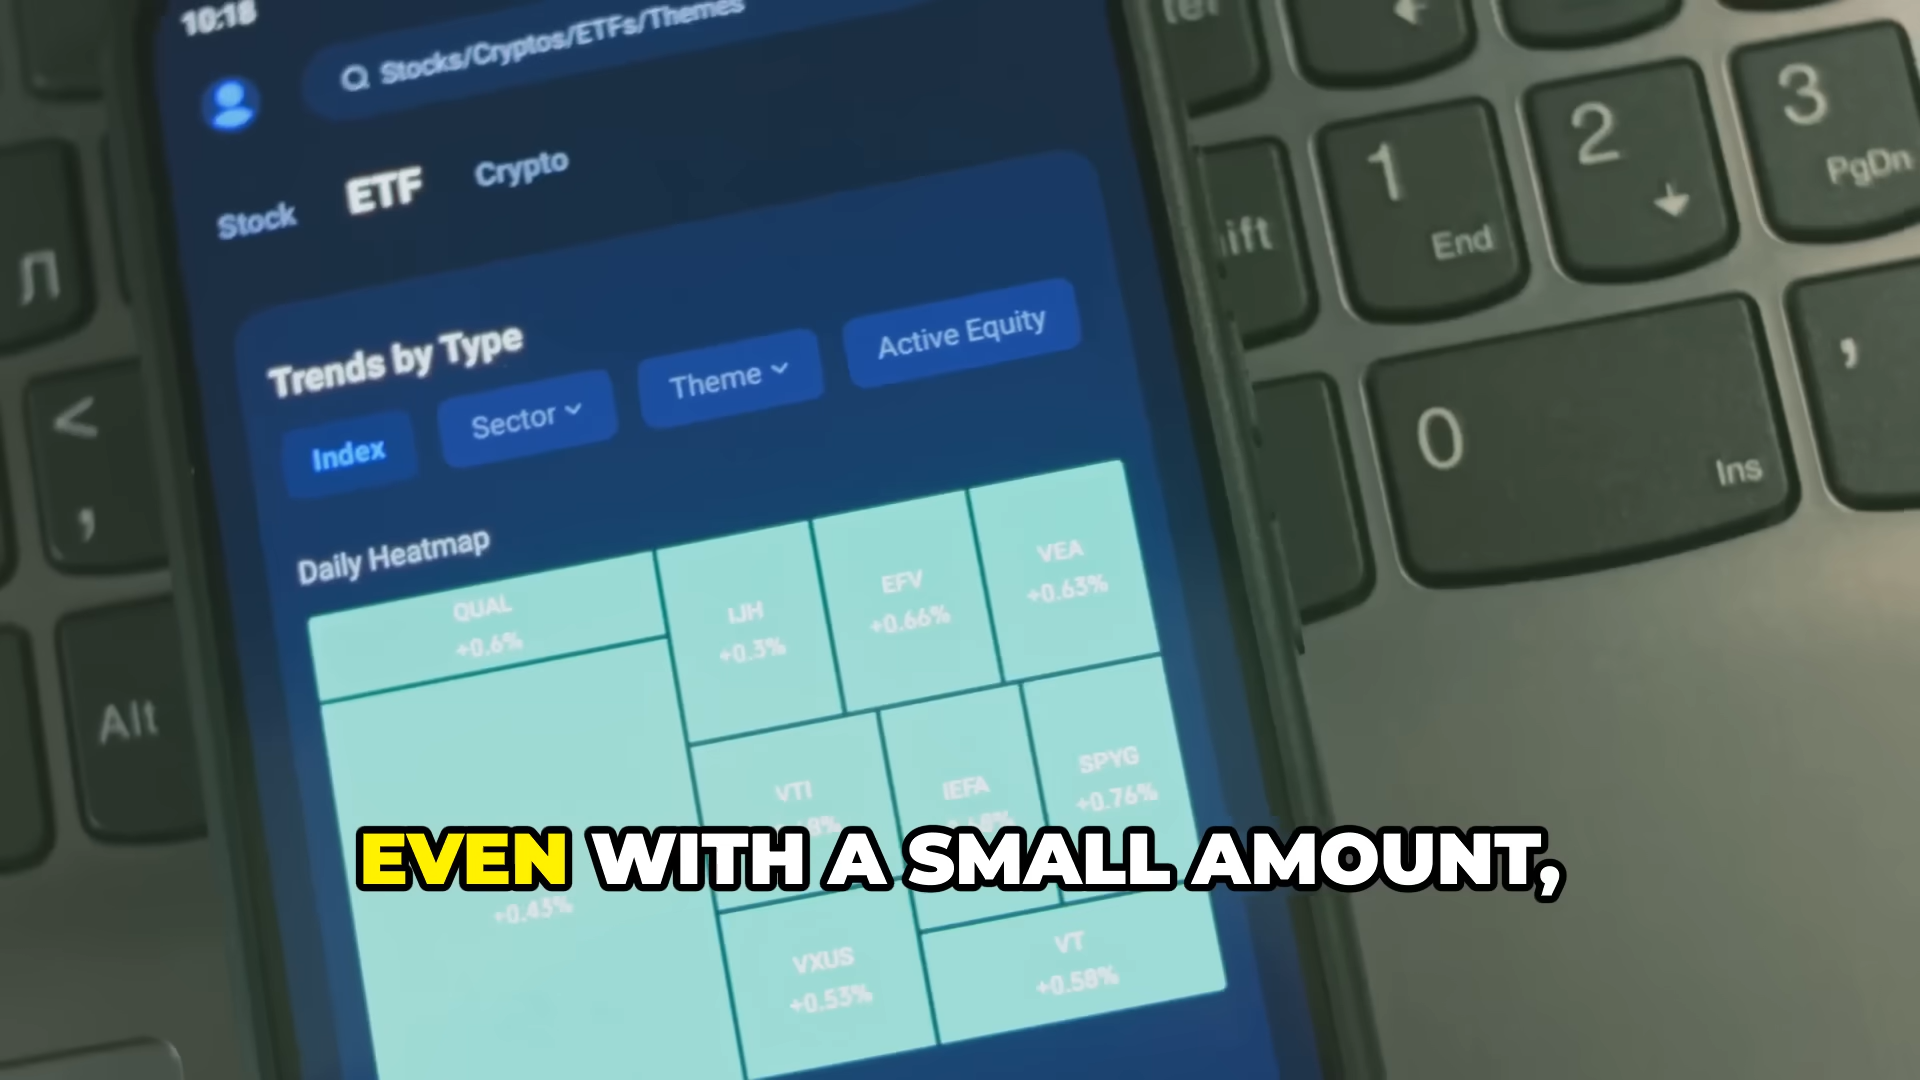 10:18
Stocks/Cryptos/ETFs/Themes
Stock ETF Crypto
Trends by Type
Index Sector Theme Active Equity
Daily Heatmap
QUAL
+0.6%
IJH
+0.3%
EFV
+0.66%
VEA
+0.63%
VTI
IEFA
SPYG
+0.76%
+0.43%
VXUS
+0.53%
VT
+0.58%
EVEN WITH A SMALL AMOUNT,
1
End
2
3
PgDn
0
Ins
,
Л
<
,
Alt